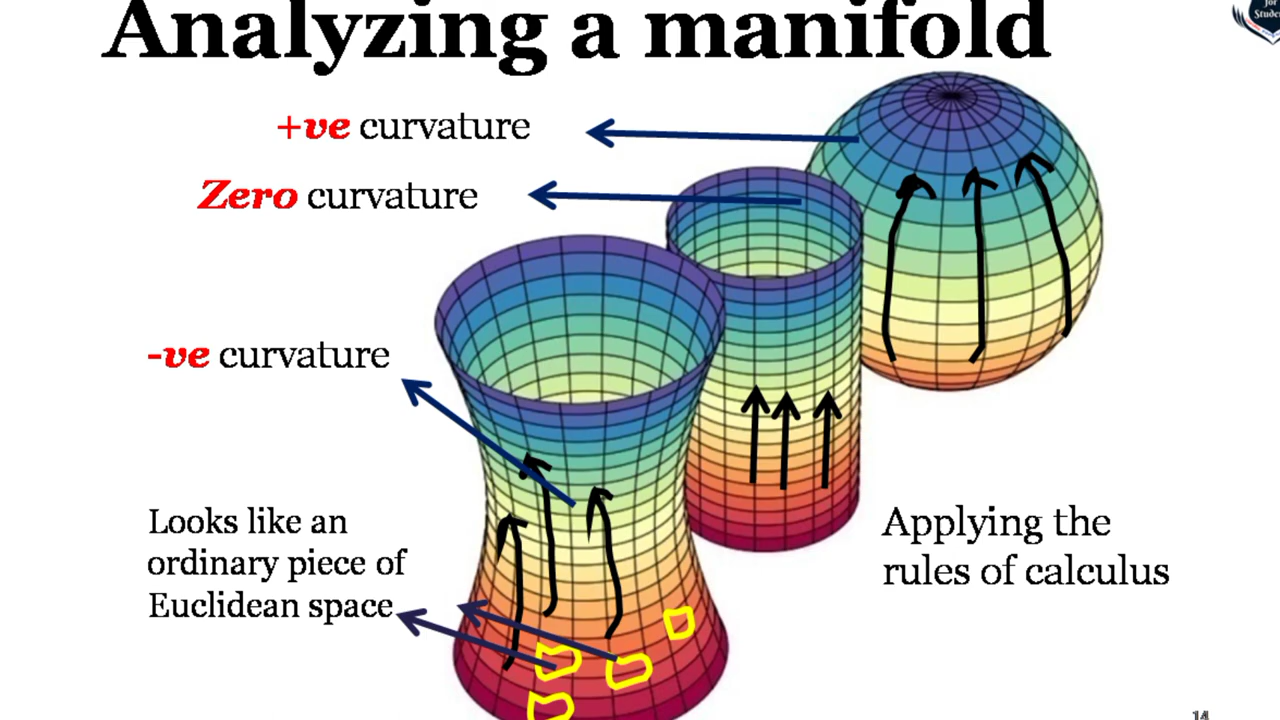 Analyzing a manifold
for
+ve curvature
Zero curvature
-ve curvature
Looks like an
ordinary piece of
Euclidean space
Applying the
rules of calculus
14